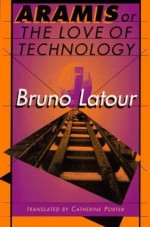 ARAMIS or
THE LOVE OF
TECHNOLOGY
Bruno Latour
TRANSLATED BY CATHERINE PORTER